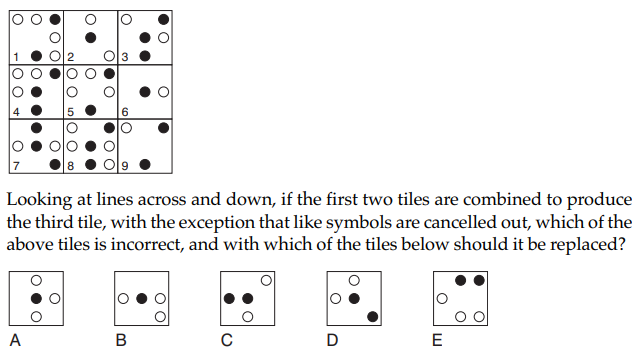 1 2 3
4 5 6
7 8 9
Looking at lines across and down, if the first two tiles are combined to produce
the third tile, with the exception that like symbols are cancelled out, which of the
above tiles is incorrect, and with which of the tiles below should it be replaced?
A B C D E